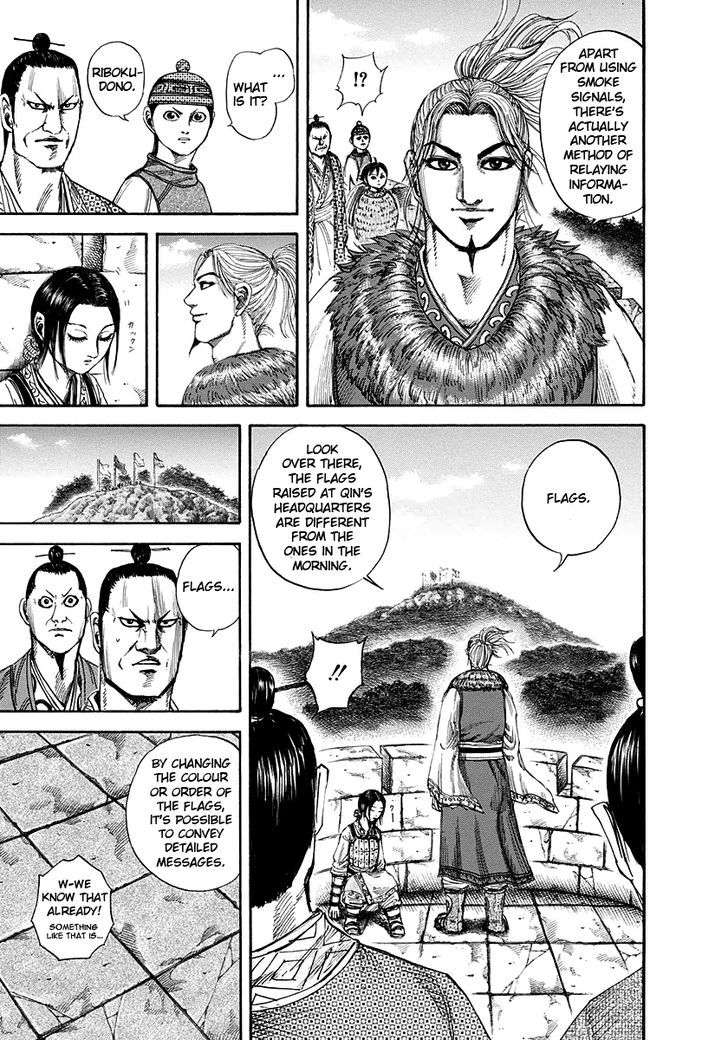 APART
FROM USING
SMOKE
SIGNALS,
THERE'S
ACTUALLY
ANOTHER
METHOD OF
RELAYING
INFORMA-
TION.
!?
...
WHAT
IS IT?
RIBOKU-
DONO.
FLAGS.
LOOK
OVER THERE,
THE FLAGS
RAISED AT QIN'S
HEADQUARTERS
ARE DIFFERENT
FROM THE
ONES IN THE
MORNING.
!!
?
FLAGS...
BY CHANGING
THE COLOUR
OR ORDER
OF THE FLAGS,
IT'S POSSIBLE
TO CONVEY
DETAILED
MESSAGES.
W-WE
KNOW THAT
ALREADY!
SOMETHING
LIKE THAT IS...